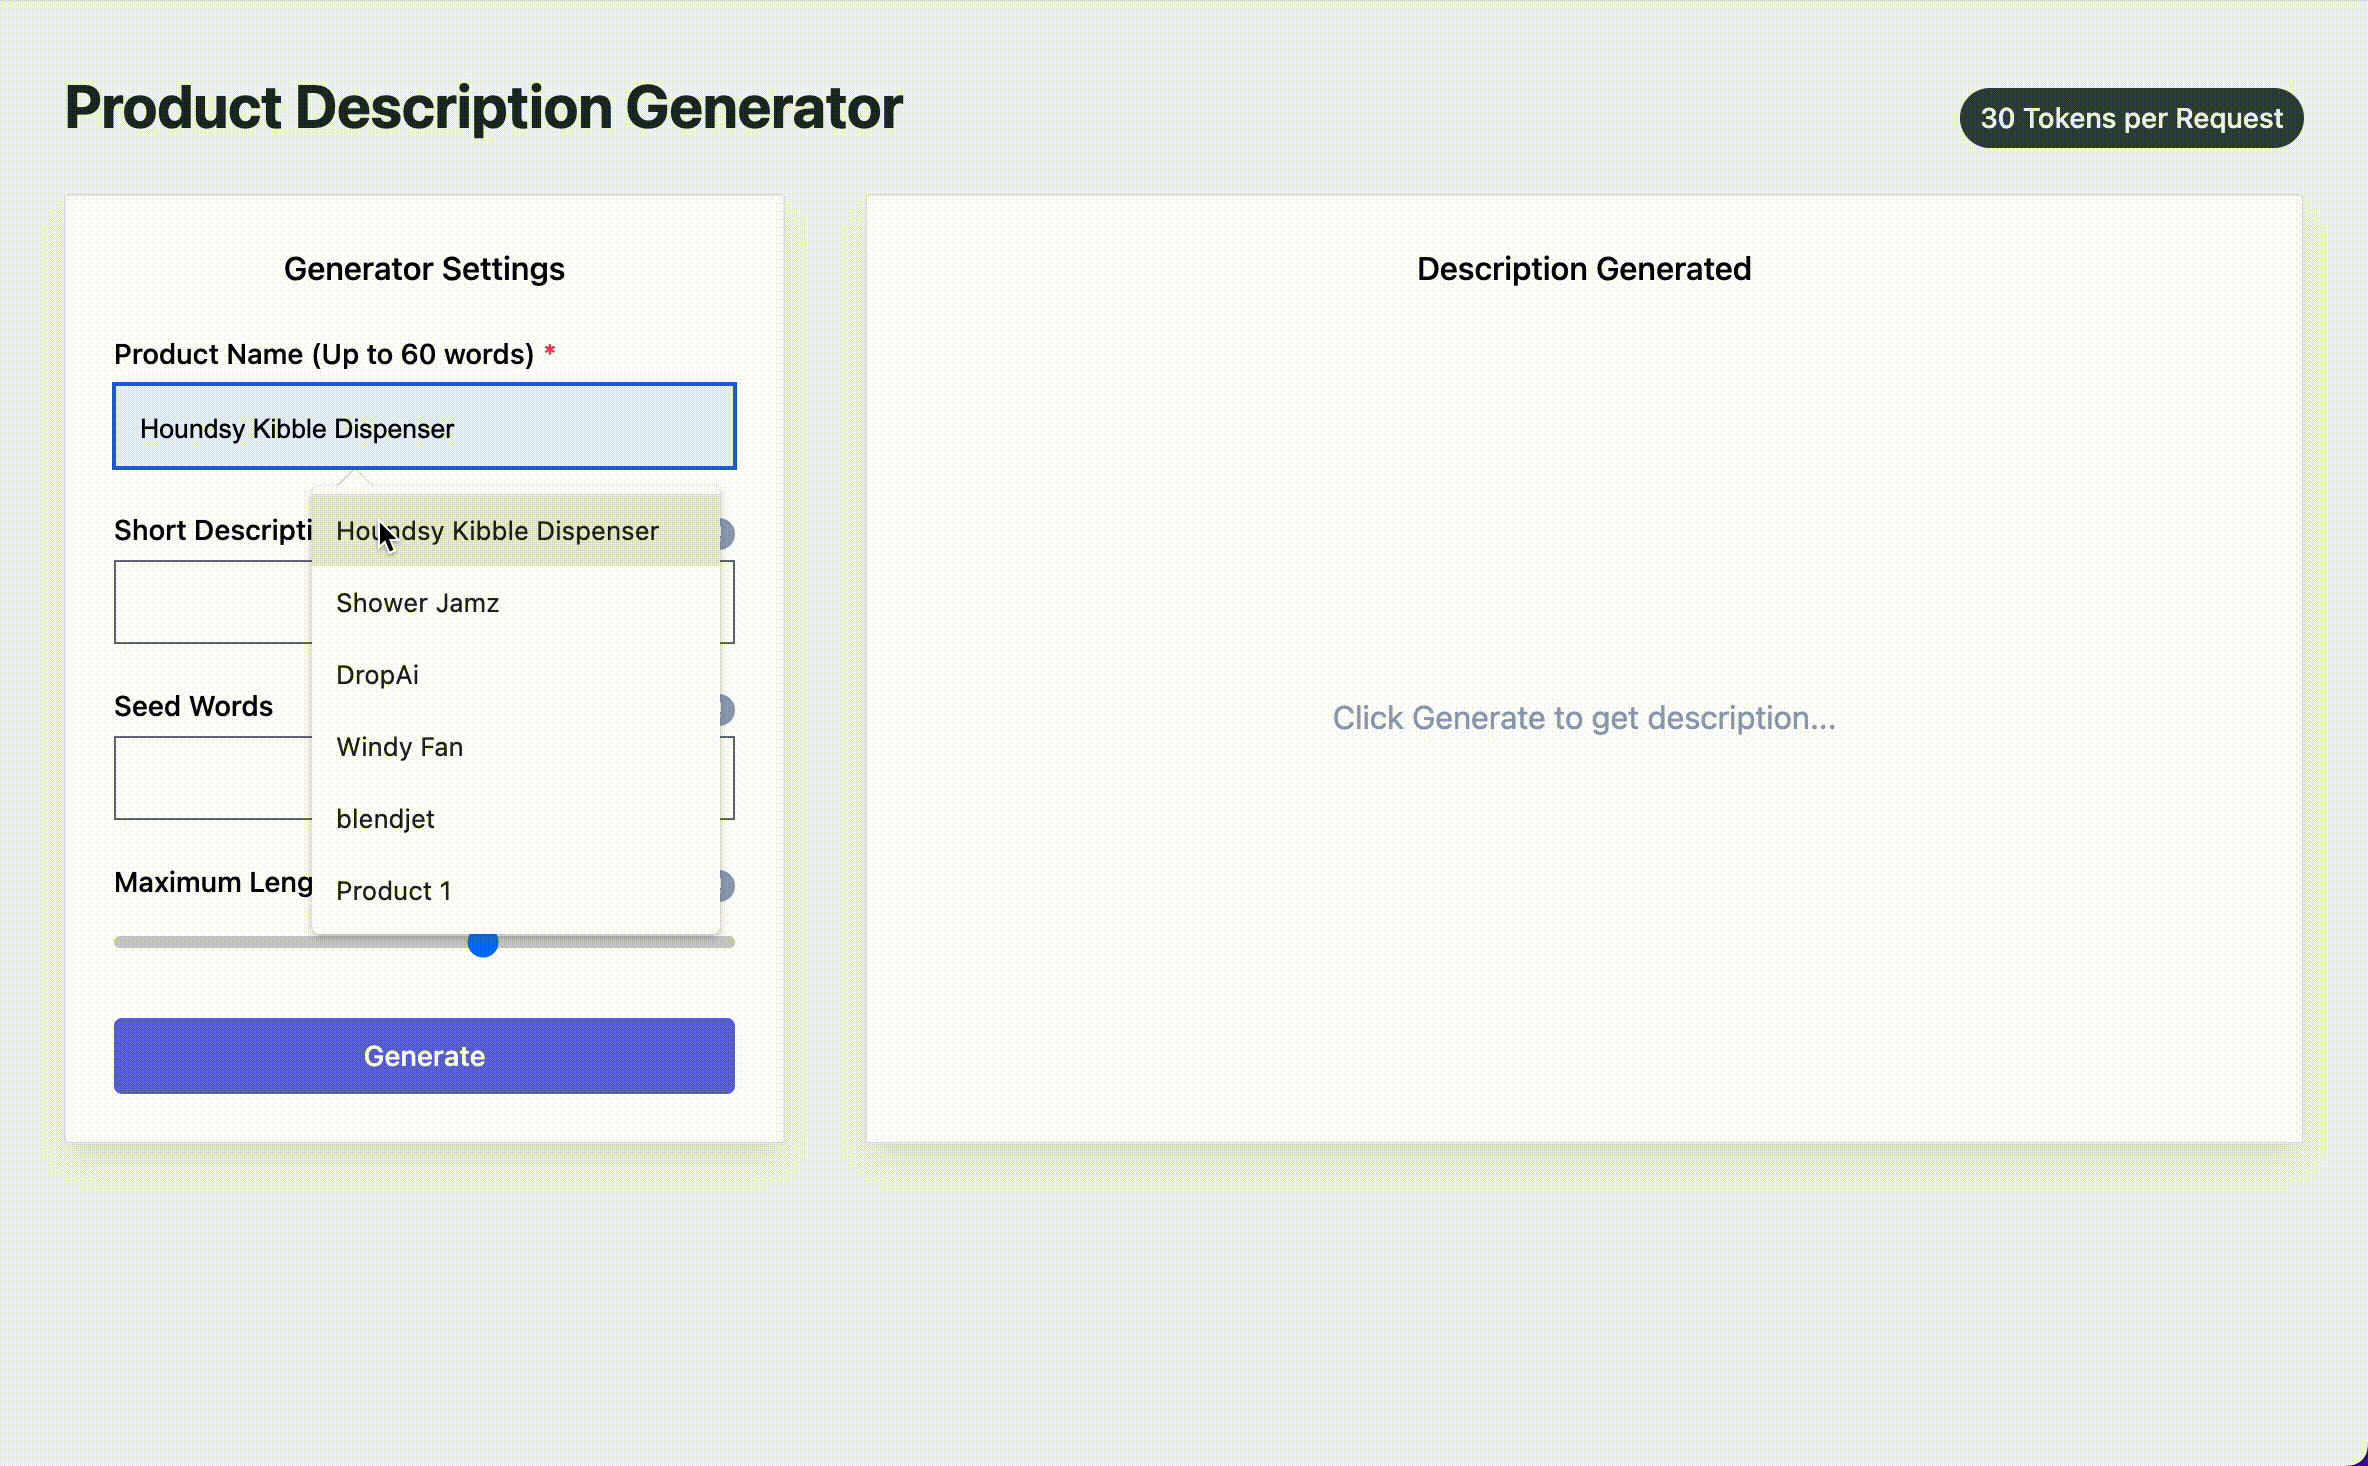 Product Description Generator
30 Tokens per Request
Generator Settings
Product Name (Up to 60 words) *
Houndsy Kibble Dispenser
Houndsy Kibble Dispenser
Shower Jamz
DropAi
Windy Fan
blendjet
Product 1
Short Descripti
Seed Words
Maximum Leng
Generate
Description Generated
Click Generate to get description...